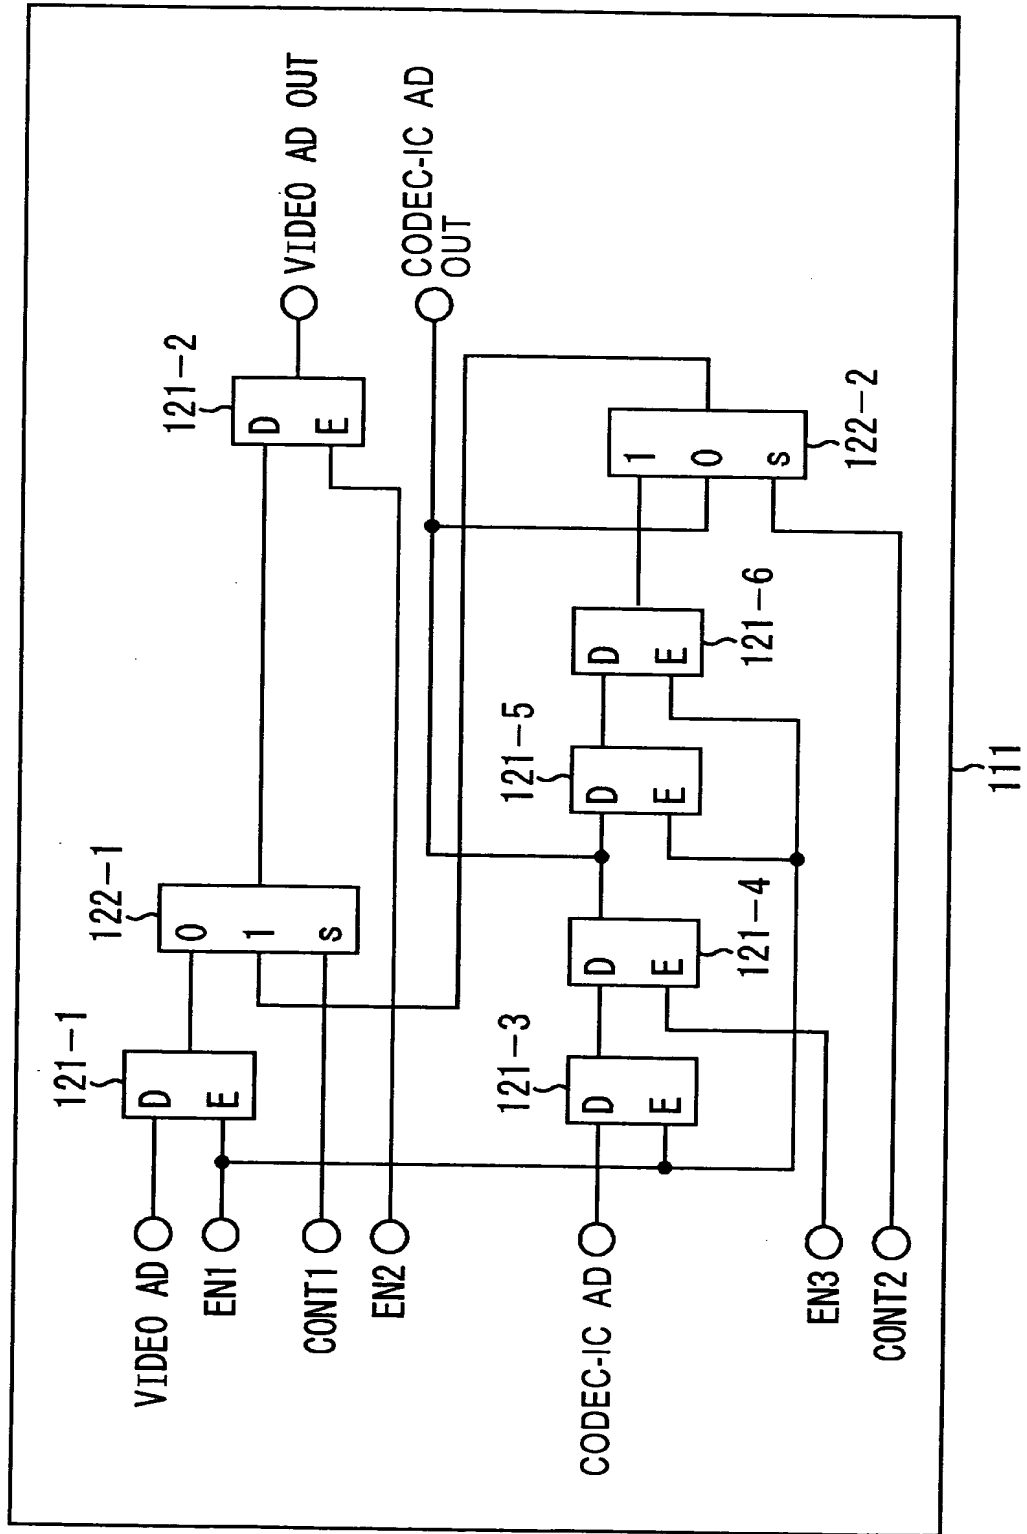 VIDEO AD
EN1
CONT1
EN2
CODEC-IC AD
EN3
CONT2
121-1
D
E
122-1
0
1
s
121-2
D
E
VIDEO AD OUT
CODEC-IC AD
OUT
121-3
D
E
121-4
D
E
121-5
D
E
121-6
D
E
122-2
1
0
s
111